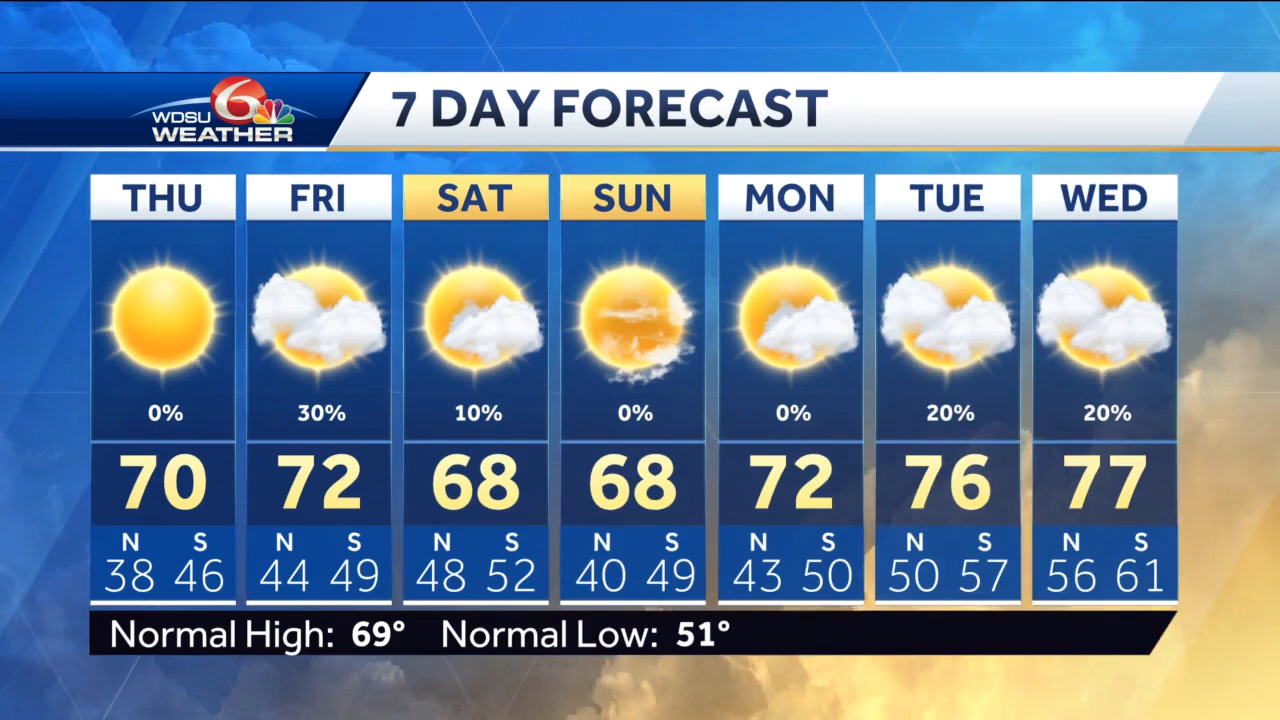 WDSU 6
WEATHER
7 DAY FORECAST
THU FRI SAT SUN MON TUE WED
0% 30% 10% 0% 0% 20% 20%
70 72 68 68 72 76 77
N S N S N S N S N S N S N S
38 46 44 49 48 52 40 49 43 50 50 57 56 61
Normal High: 69° Normal Low: 51°